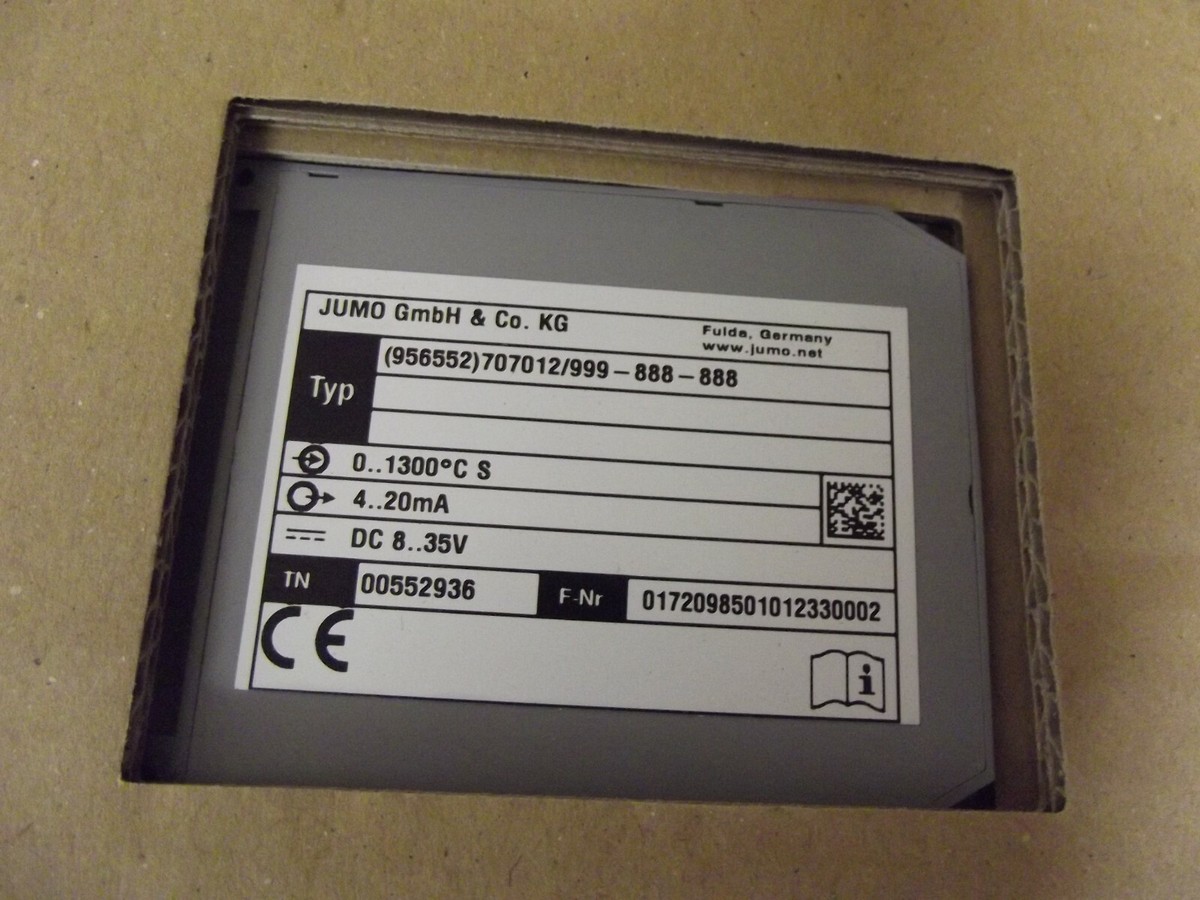 JUMO GmbH & Co. KG
Fulda, Germany
www.jumo.net
Typ
(956552)707012/999-888-888
0..1300°C S
4..20mA
DC 8..35V
TN 00552936 F-Nr 0172098501012330002
CE
i